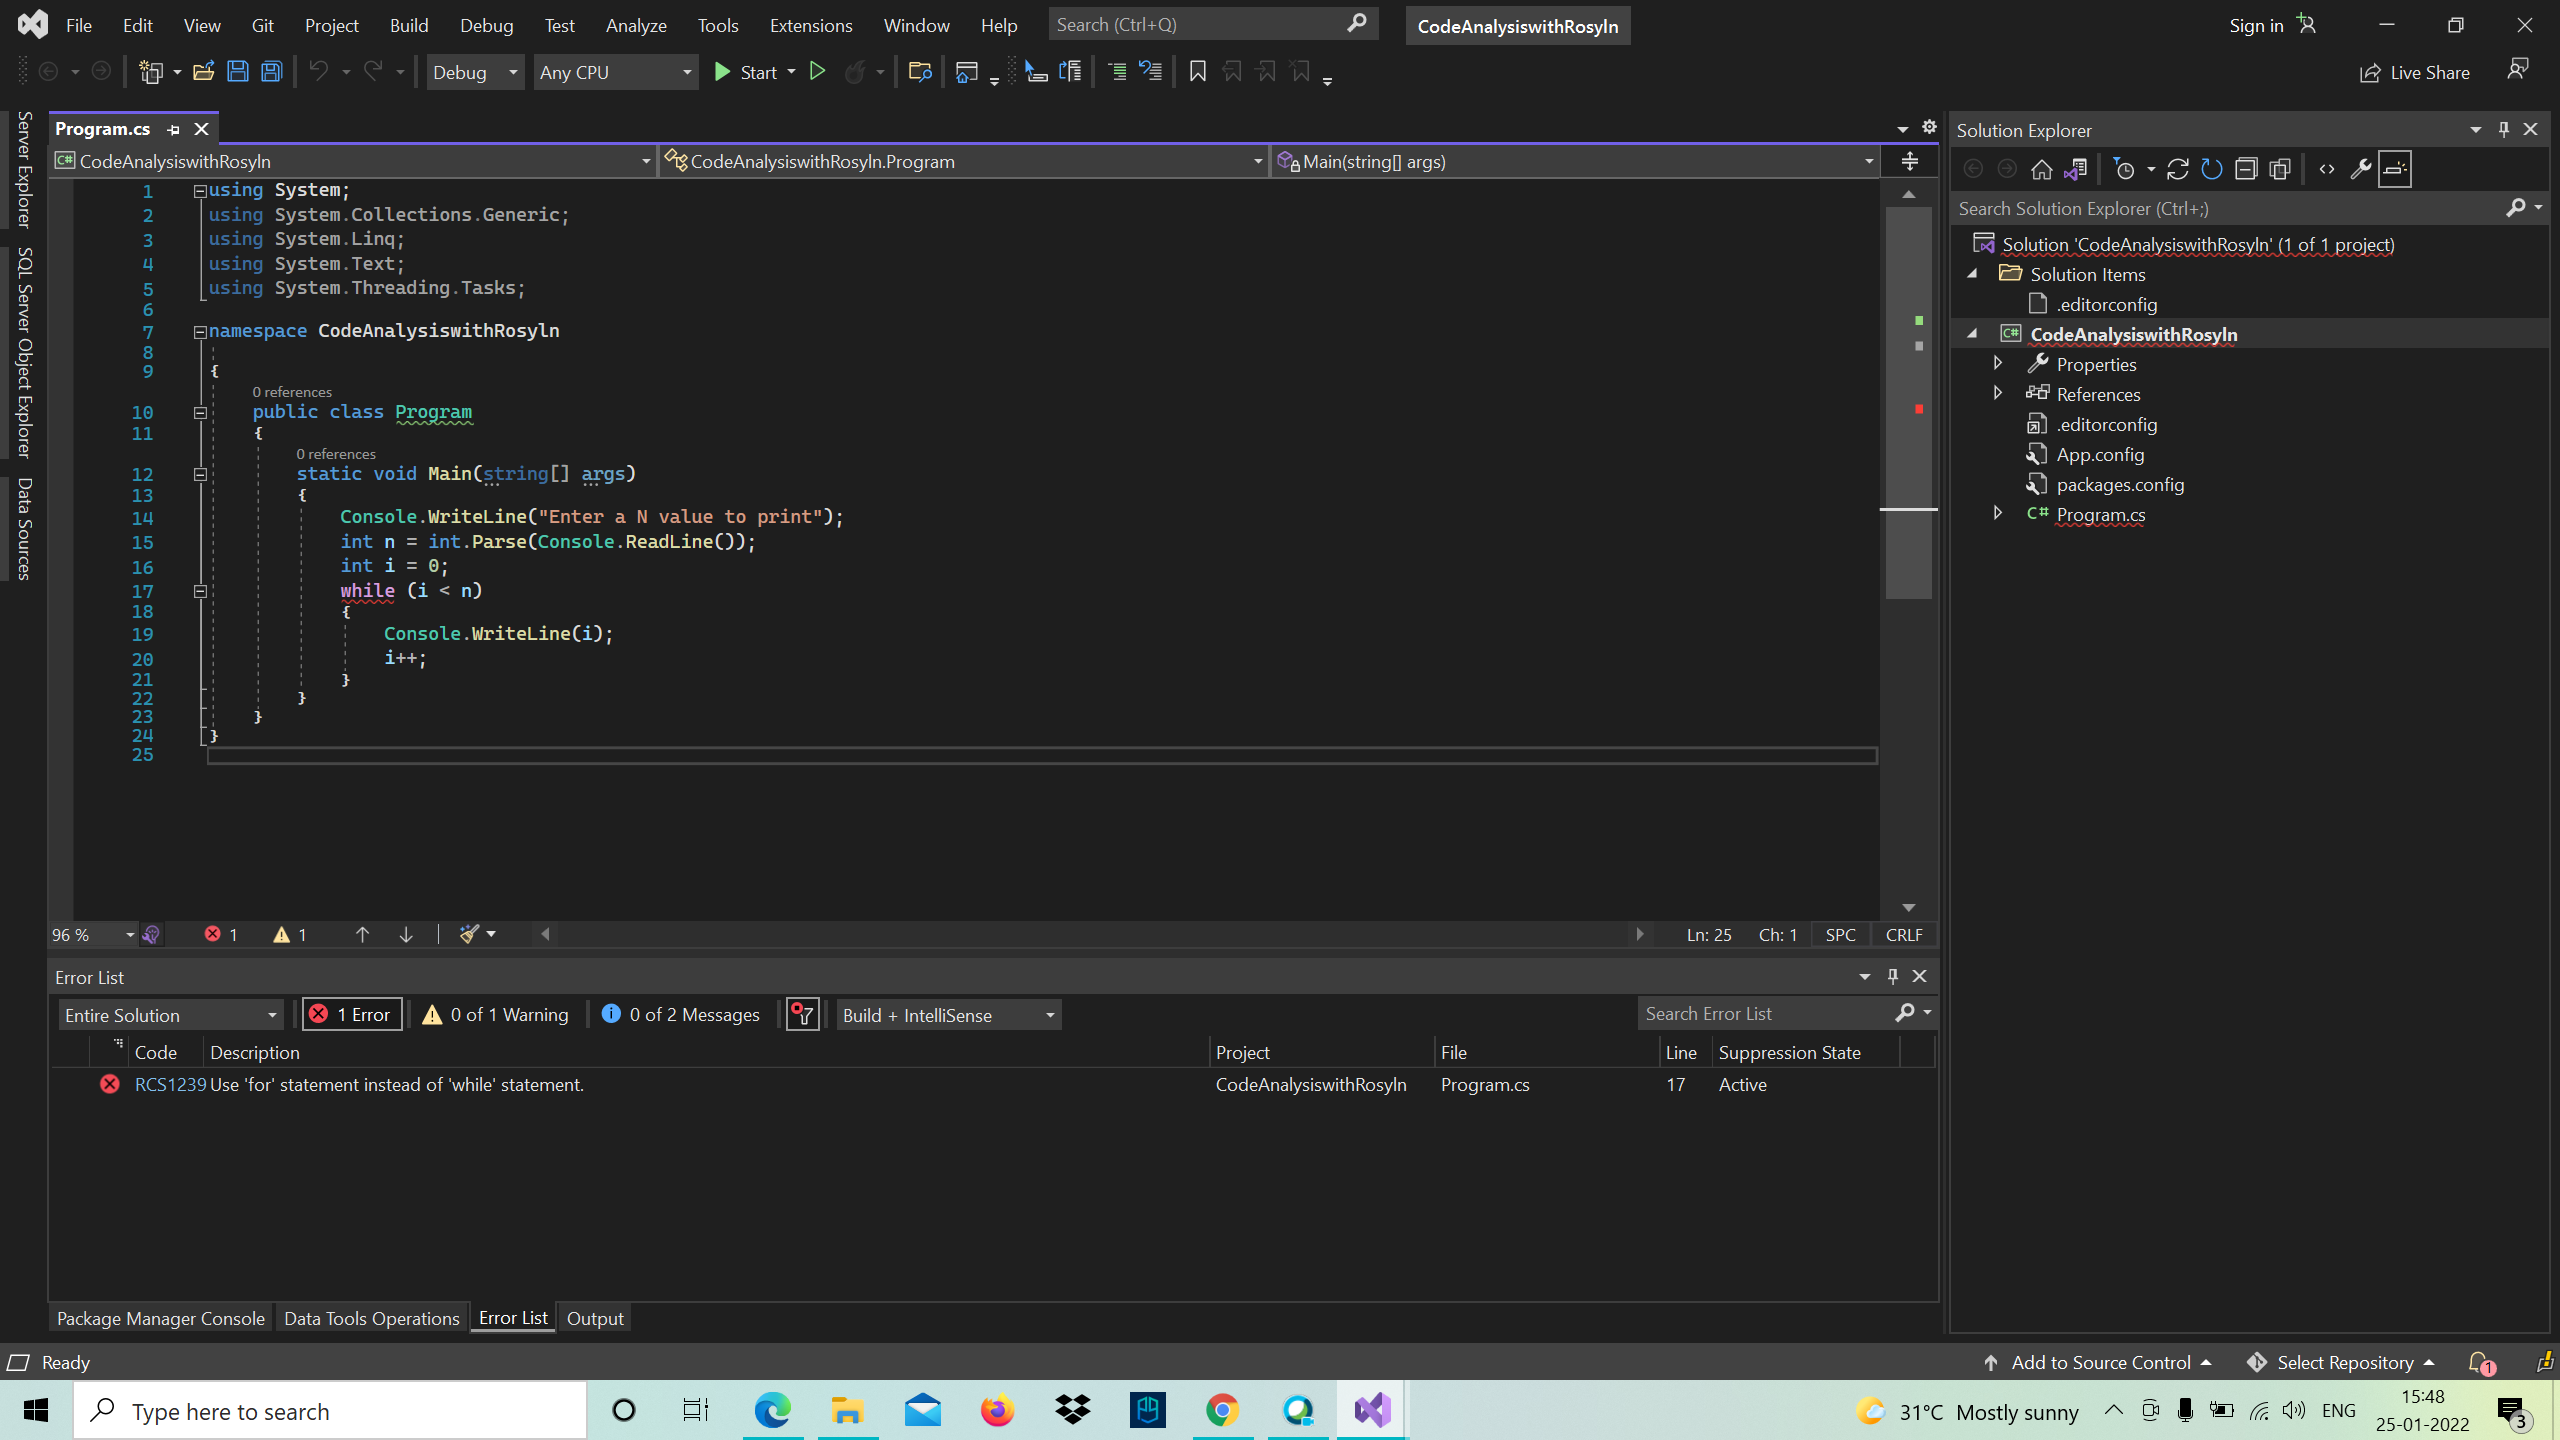 File Edit View Git Project Build Debug Test Analyze Tools Extensions Window Help Search (Ctrl+Q) CodeAnalysiswithRosyln Sign in
Debug Any CPU Start Live Share
Server Explorer
SQL Server Object Explorer
Data Sources
Program.cs
CodeAnalysiswithRosyln CodeAnalysiswithRosyln.Program Main(string[] args)
1 using System;
2 using System.Collections.Generic;
3 using System.Linq;
4 using System.Text;
5 using System.Threading.Tasks;
6
7 namespace CodeAnalysiswithRosyln
8
9 {
0 references
10 public class Program
11 {
0 references
12 static void Main(string[] args)
13 {
14 Console.WriteLine("Enter a N value to print");
15 int n = int.Parse(Console.ReadLine());
16 int i = 0;
17 while (i < n)
18 {
19 Console.WriteLine(i);
20 i++;
21 }
22 }
23 }
24 }
25
96 % 1 1 Ln: 25 Ch: 1 SPC CRLF
Error List
Entire Solution 1 Error 0 of 1 Warning 0 of 2 Messages Build + IntelliSense Search Error List
Code Description Project File Line Suppression State
RCS1239 Use 'for' statement instead of 'while' statement. CodeAnalysiswithRosyln Program.cs 17 Active
Package Manager Console Data Tools Operations Error List Output
Solution Explorer
Search Solution Explorer (Ctrl+;)
Solution 'CodeAnalysiswithRosyln' (1 of 1 project)
Solution Items
.editorconfig
C# CodeAnalysiswithRosyln
Properties
References
.editorconfig
App.config
packages.config
C# Program.cs
Ready Add to Source Control Select Repository 1
Type here to search 31°C Mostly sunny ENG 15:48
25-01-2022 3